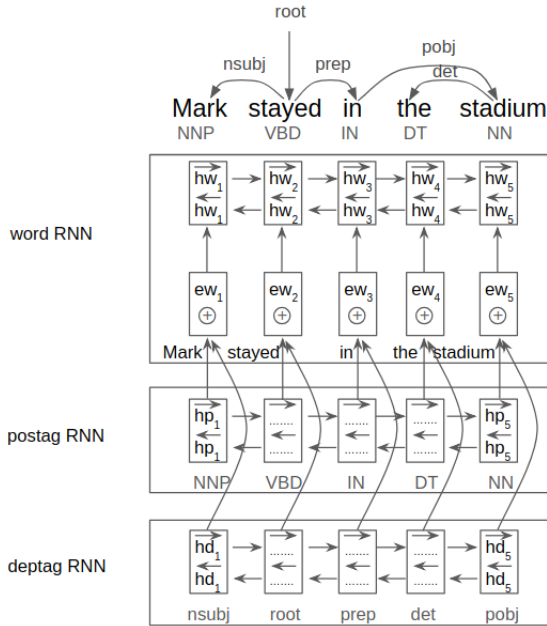 root
pobj
nsubj prep det
Mark stayed in the stadium
NNP VBD IN DT NN
hw1 hw2 hw3 hw4 hw5
word RNN
hw1 hw2 hw3 hw4 hw5
ew1 ew2 ew3 ew4 ew5
+ + + + +
Mark stayed in the stadium
hp1 ....... ....... ....... hp5
postag RNN
hp1 ....... ....... ....... hp5
NNP VBD IN DT NN
hd1 ....... ....... ....... hd5
deptag RNN
hd1 ....... ....... ....... hd5
nsubj root prep det pobj